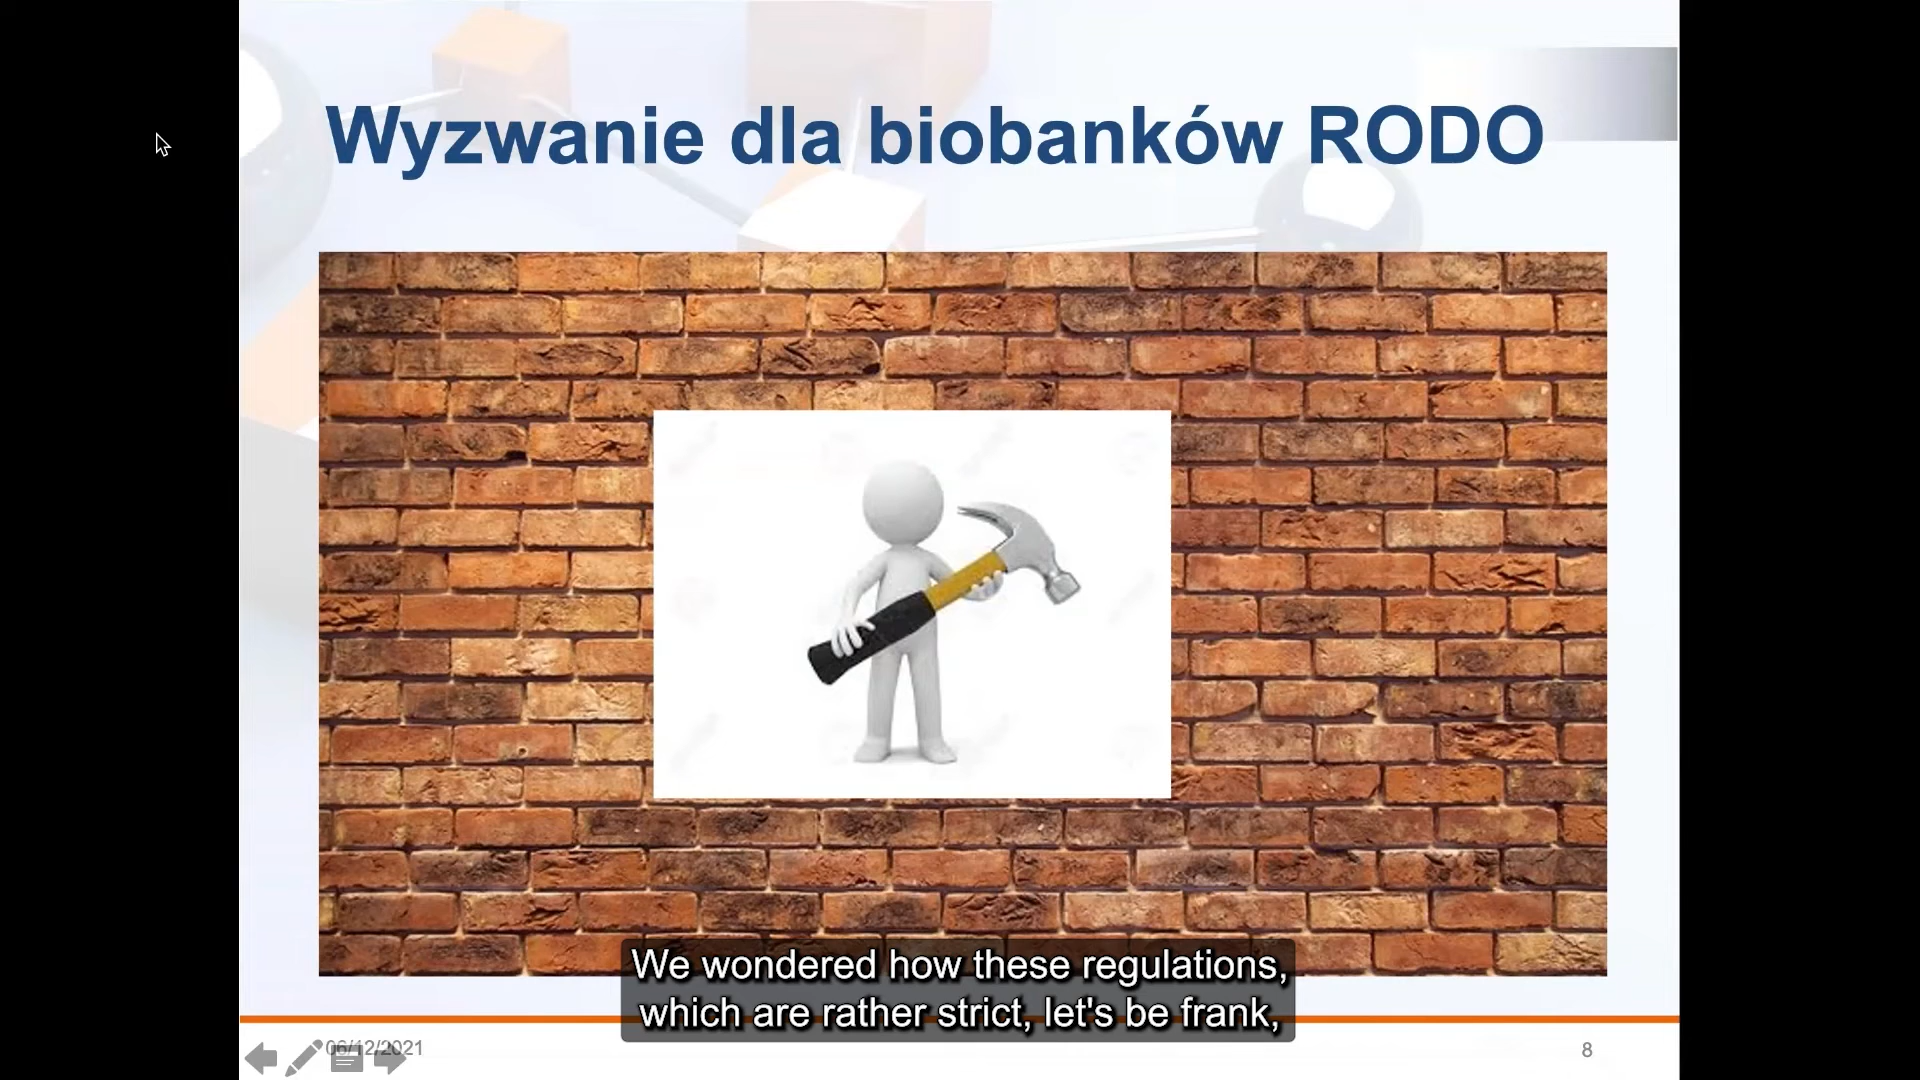 Wyzwanie dla biobanków RODO
We wondered how these regulations,
which are rather strict, let's be frank,
06/12/2021
8